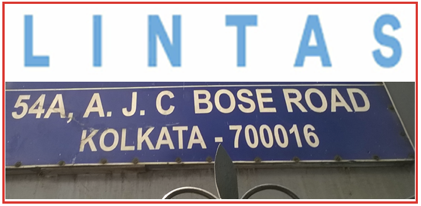 LINTAS
54A, A. J. C BOSE ROAD
KOLKATA - 700016